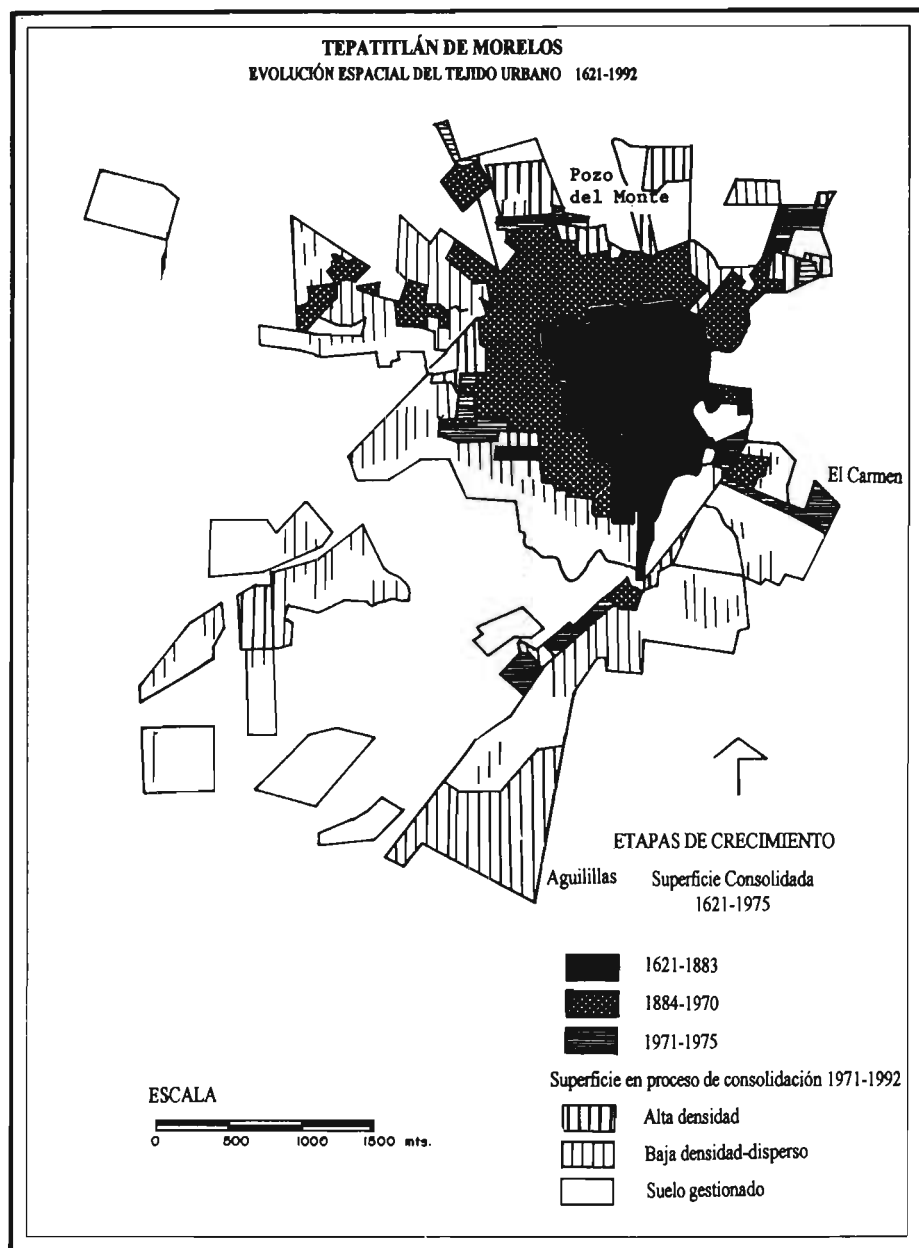 TEPATITLÁN DE MORELOS
EVOLUCIÓN ESPACIAL DEL TEJIDO URBANO 1621-1992
Pozo
del Monte
El Carmen
Aguilillas
ETAPAS DE CRECIMIENTO
Superficie Consolidada
1621-1975
1621-1883
1884-1970
1971-1975
Superficie en proceso de consolidación 1971-1992
Alta densidad
Baja densidad-disperso
Suelo gestionado
ESCALA
0 500 1000 1500 mts.